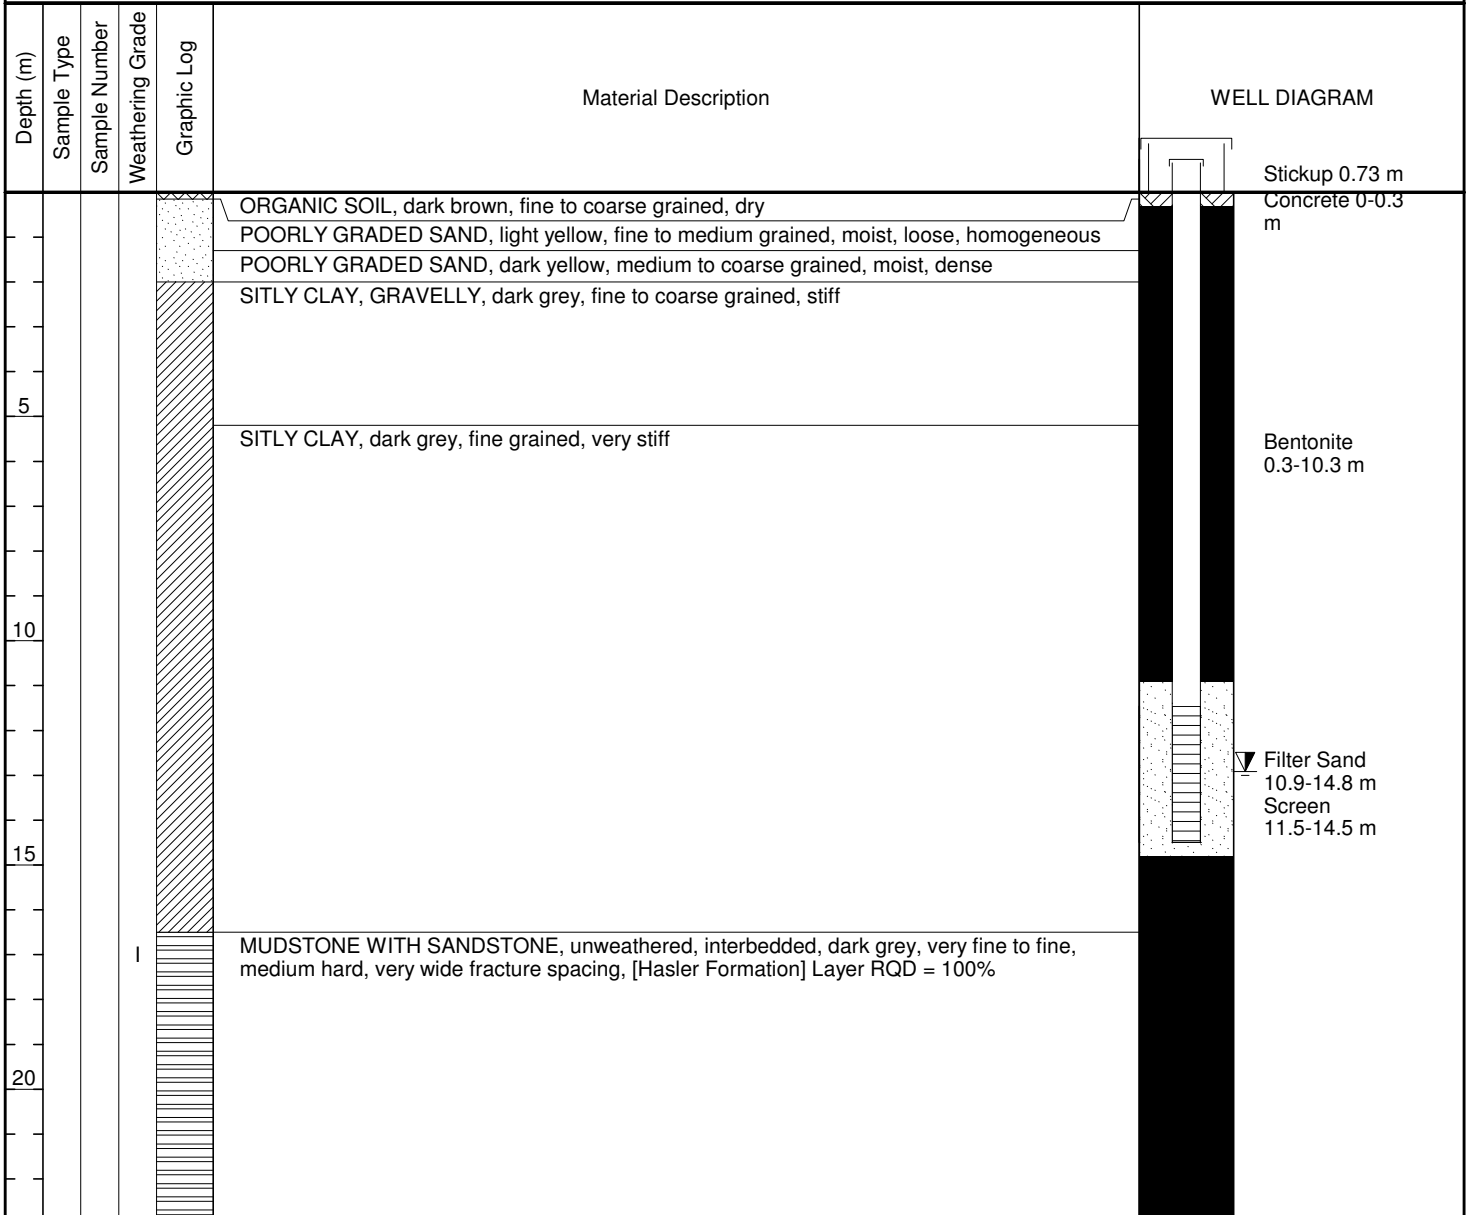 Depth (m)
Sample Type
Sample Number
Weathering Grade
Graphic Log
Material Description
WELL DIAGRAM
Stickup 0.73 m
Concrete 0-0.3
m
ORGANIC SOIL, dark brown, fine to coarse grained, dry
POORLY GRADED SAND, light yellow, fine to medium grained, moist, loose, homogeneous
POORLY GRADED SAND, dark yellow, medium to coarse grained, moist, dense
SITLY CLAY, GRAVELLY, dark grey, fine to coarse grained, stiff
5
SITLY CLAY, dark grey, fine grained, very stiff
Bentonite
0.3-10.3 m
10
Filter Sand
10.9-14.8 m
Screen
11.5-14.5 m
15
I
MUDSTONE WITH SANDSTONE, unweathered, interbedded, dark grey, very fine to fine,
medium hard, very wide fracture spacing, [Hasler Formation] Layer RQD = 100%
20